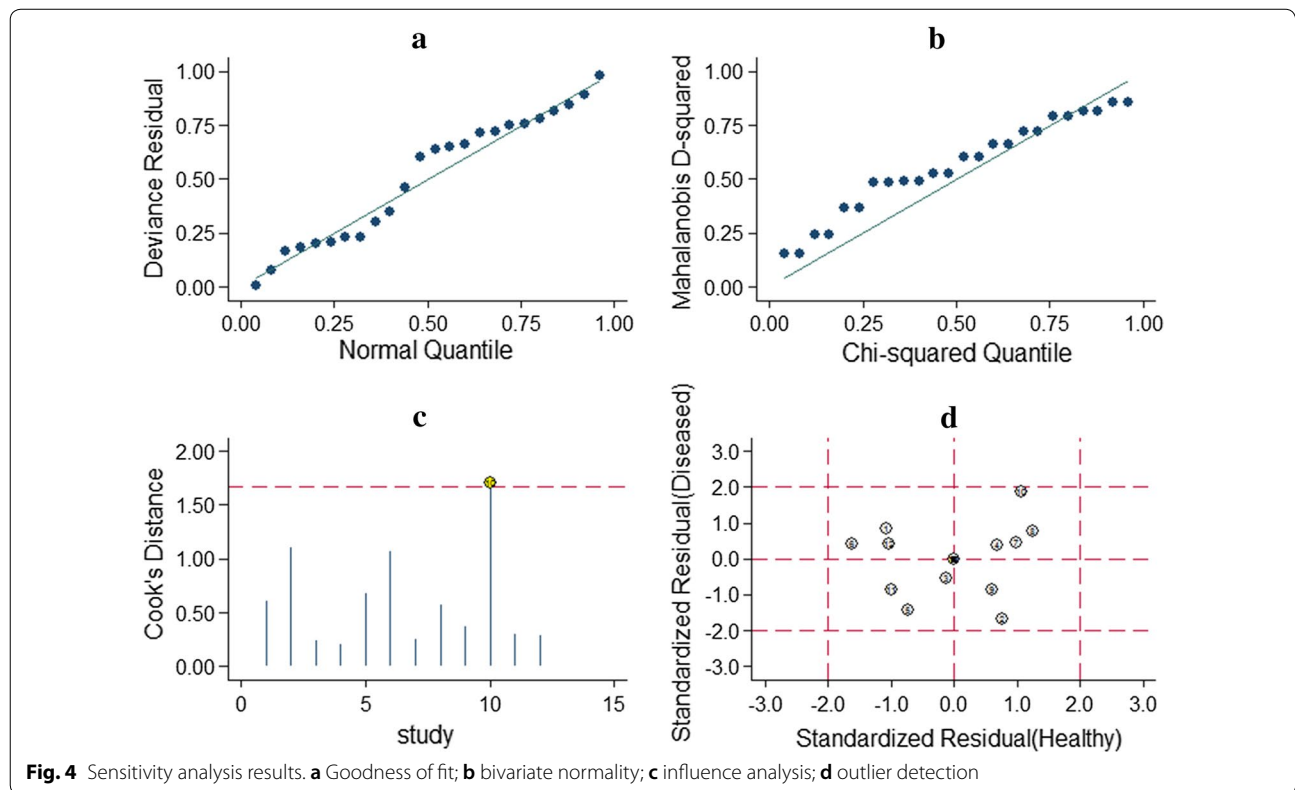 a
Deviance Residual
1.00
0.75
0.50
0.25
0.00
0.00 0.25 0.50 0.75 1.00
Normal Quantile
b
Mahalanobis D-squared
1.00
0.75
0.50
0.25
0.00
0.00 0.25 0.50 0.75 1.00
Chi-squared Quantile
c
Cook's Distance
2.00
1.50
1.00
0.50
0.00
0 5 10 15
study
d
Standardized Residual(Diseased)
3.0
2.0
1.0
0.0
-1.0
-2.0
-3.0
-3.0 -2.0 -1.0 0.0 1.0 2.0 3.0
Standardized Residual(Healthy)
Fig. 4 Sensitivity analysis results. a Goodness of fit; b bivariate normality; c influence analysis; d outlier detection